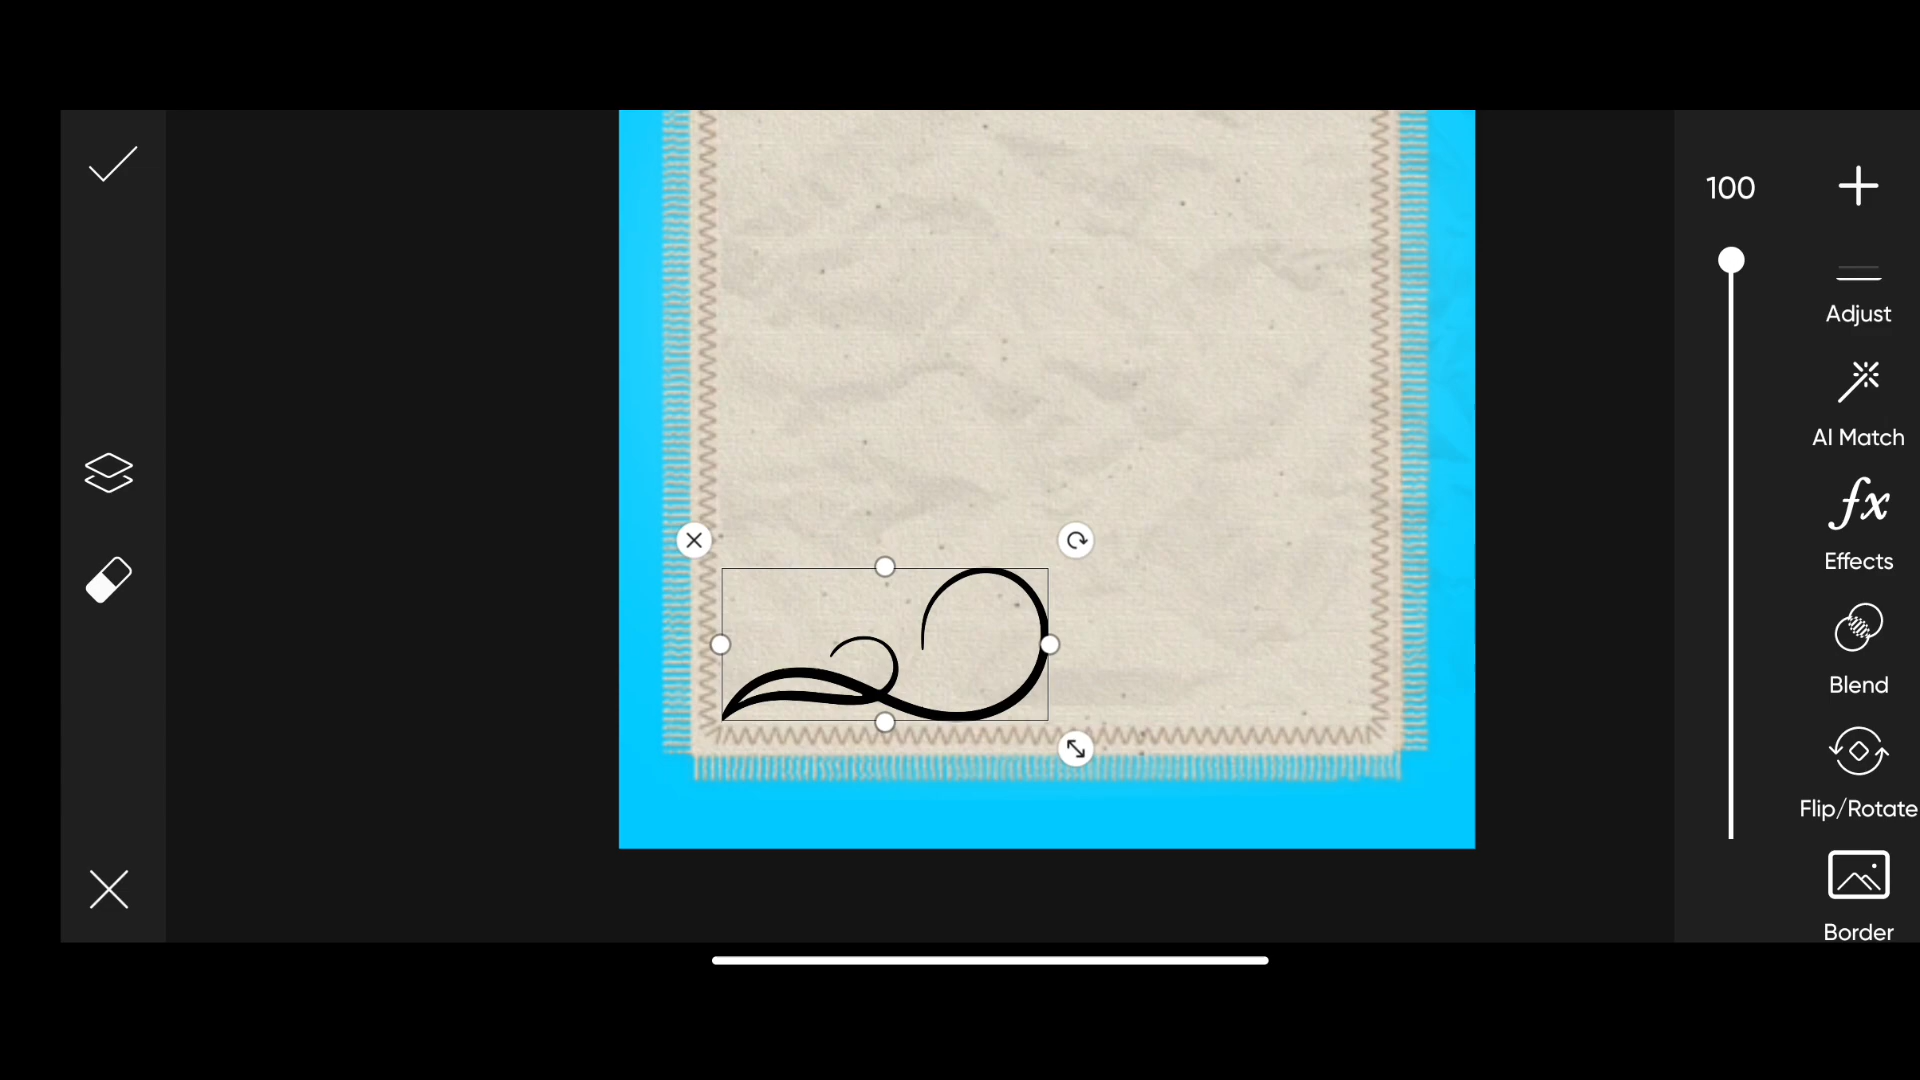 100
Adjust
AI Match
fx
Effects
Blend
Flip/Rotate
Border